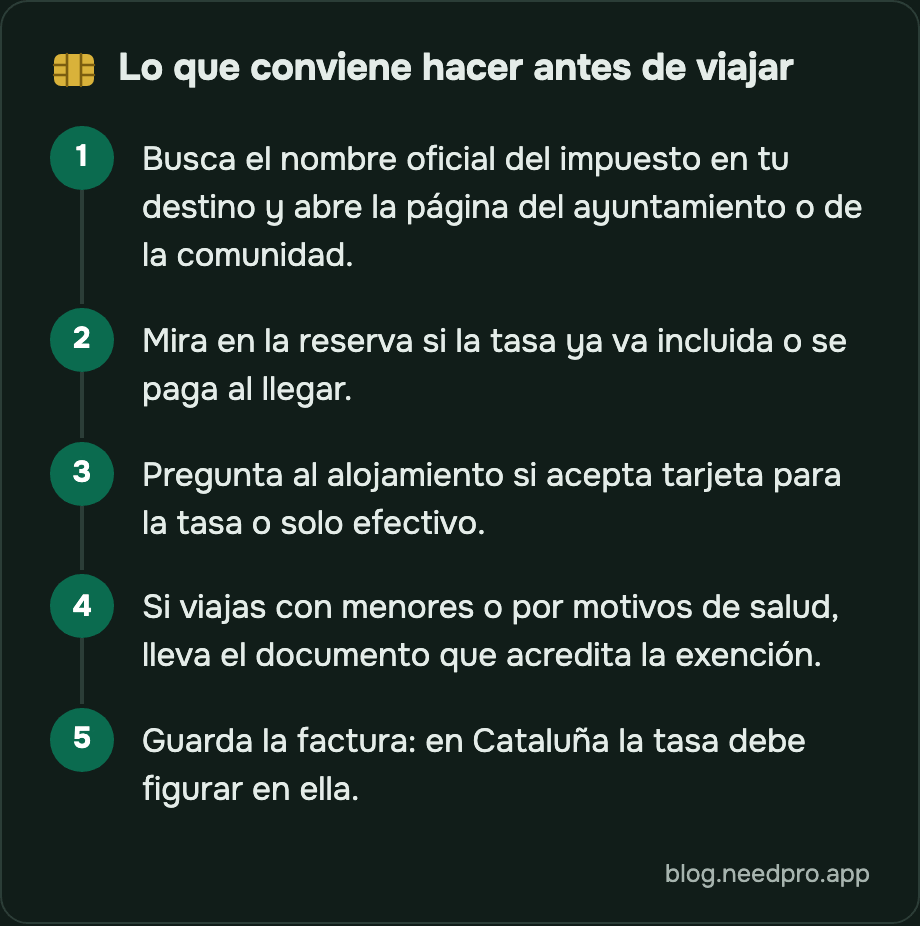 Lo que conviene hacer antes de viajar
1
Busca el nombre oficial del impuesto en tu
destino y abre la página del ayuntamiento o de
la comunidad.
2
Mira en la reserva si la tasa ya va incluida o se
paga al llegar.
3
Pregunta al alojamiento si acepta tarjeta para
la tasa o solo efectivo.
4
Si viajas con menores o por motivos de salud,
lleva el documento que acredita la exención.
5
Guarda la factura: en Cataluña la tasa debe
figurar en ella.
blog.needpro.app